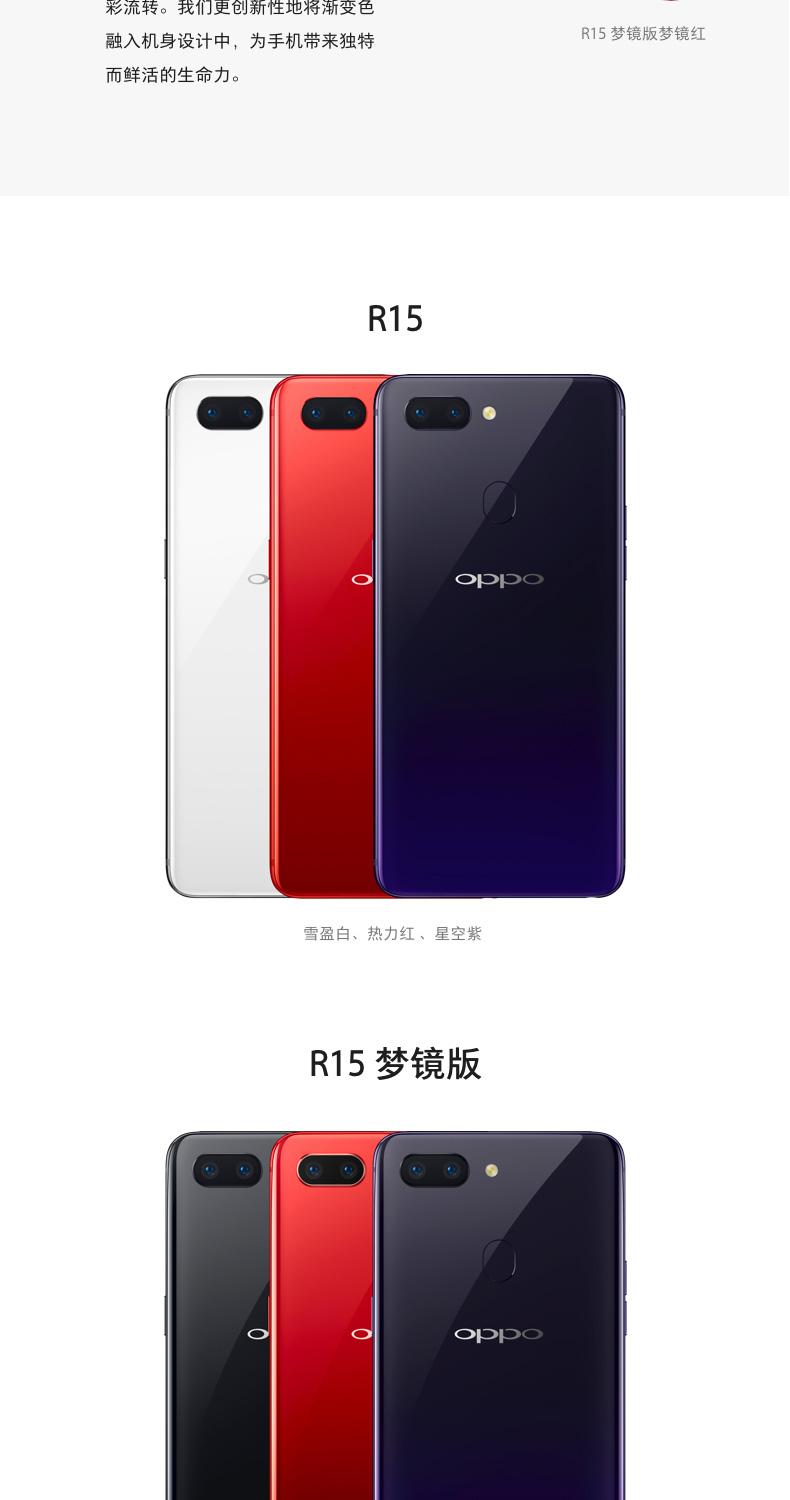 彩流转。我们更创新性地将渐变色
融入机身设计中，为手机带来独特
而鲜活的生命力。
R15 梦镜版梦镜红
R15
oppo
雪盈白、热力红 、星空紫
R15 梦镜版
oppo